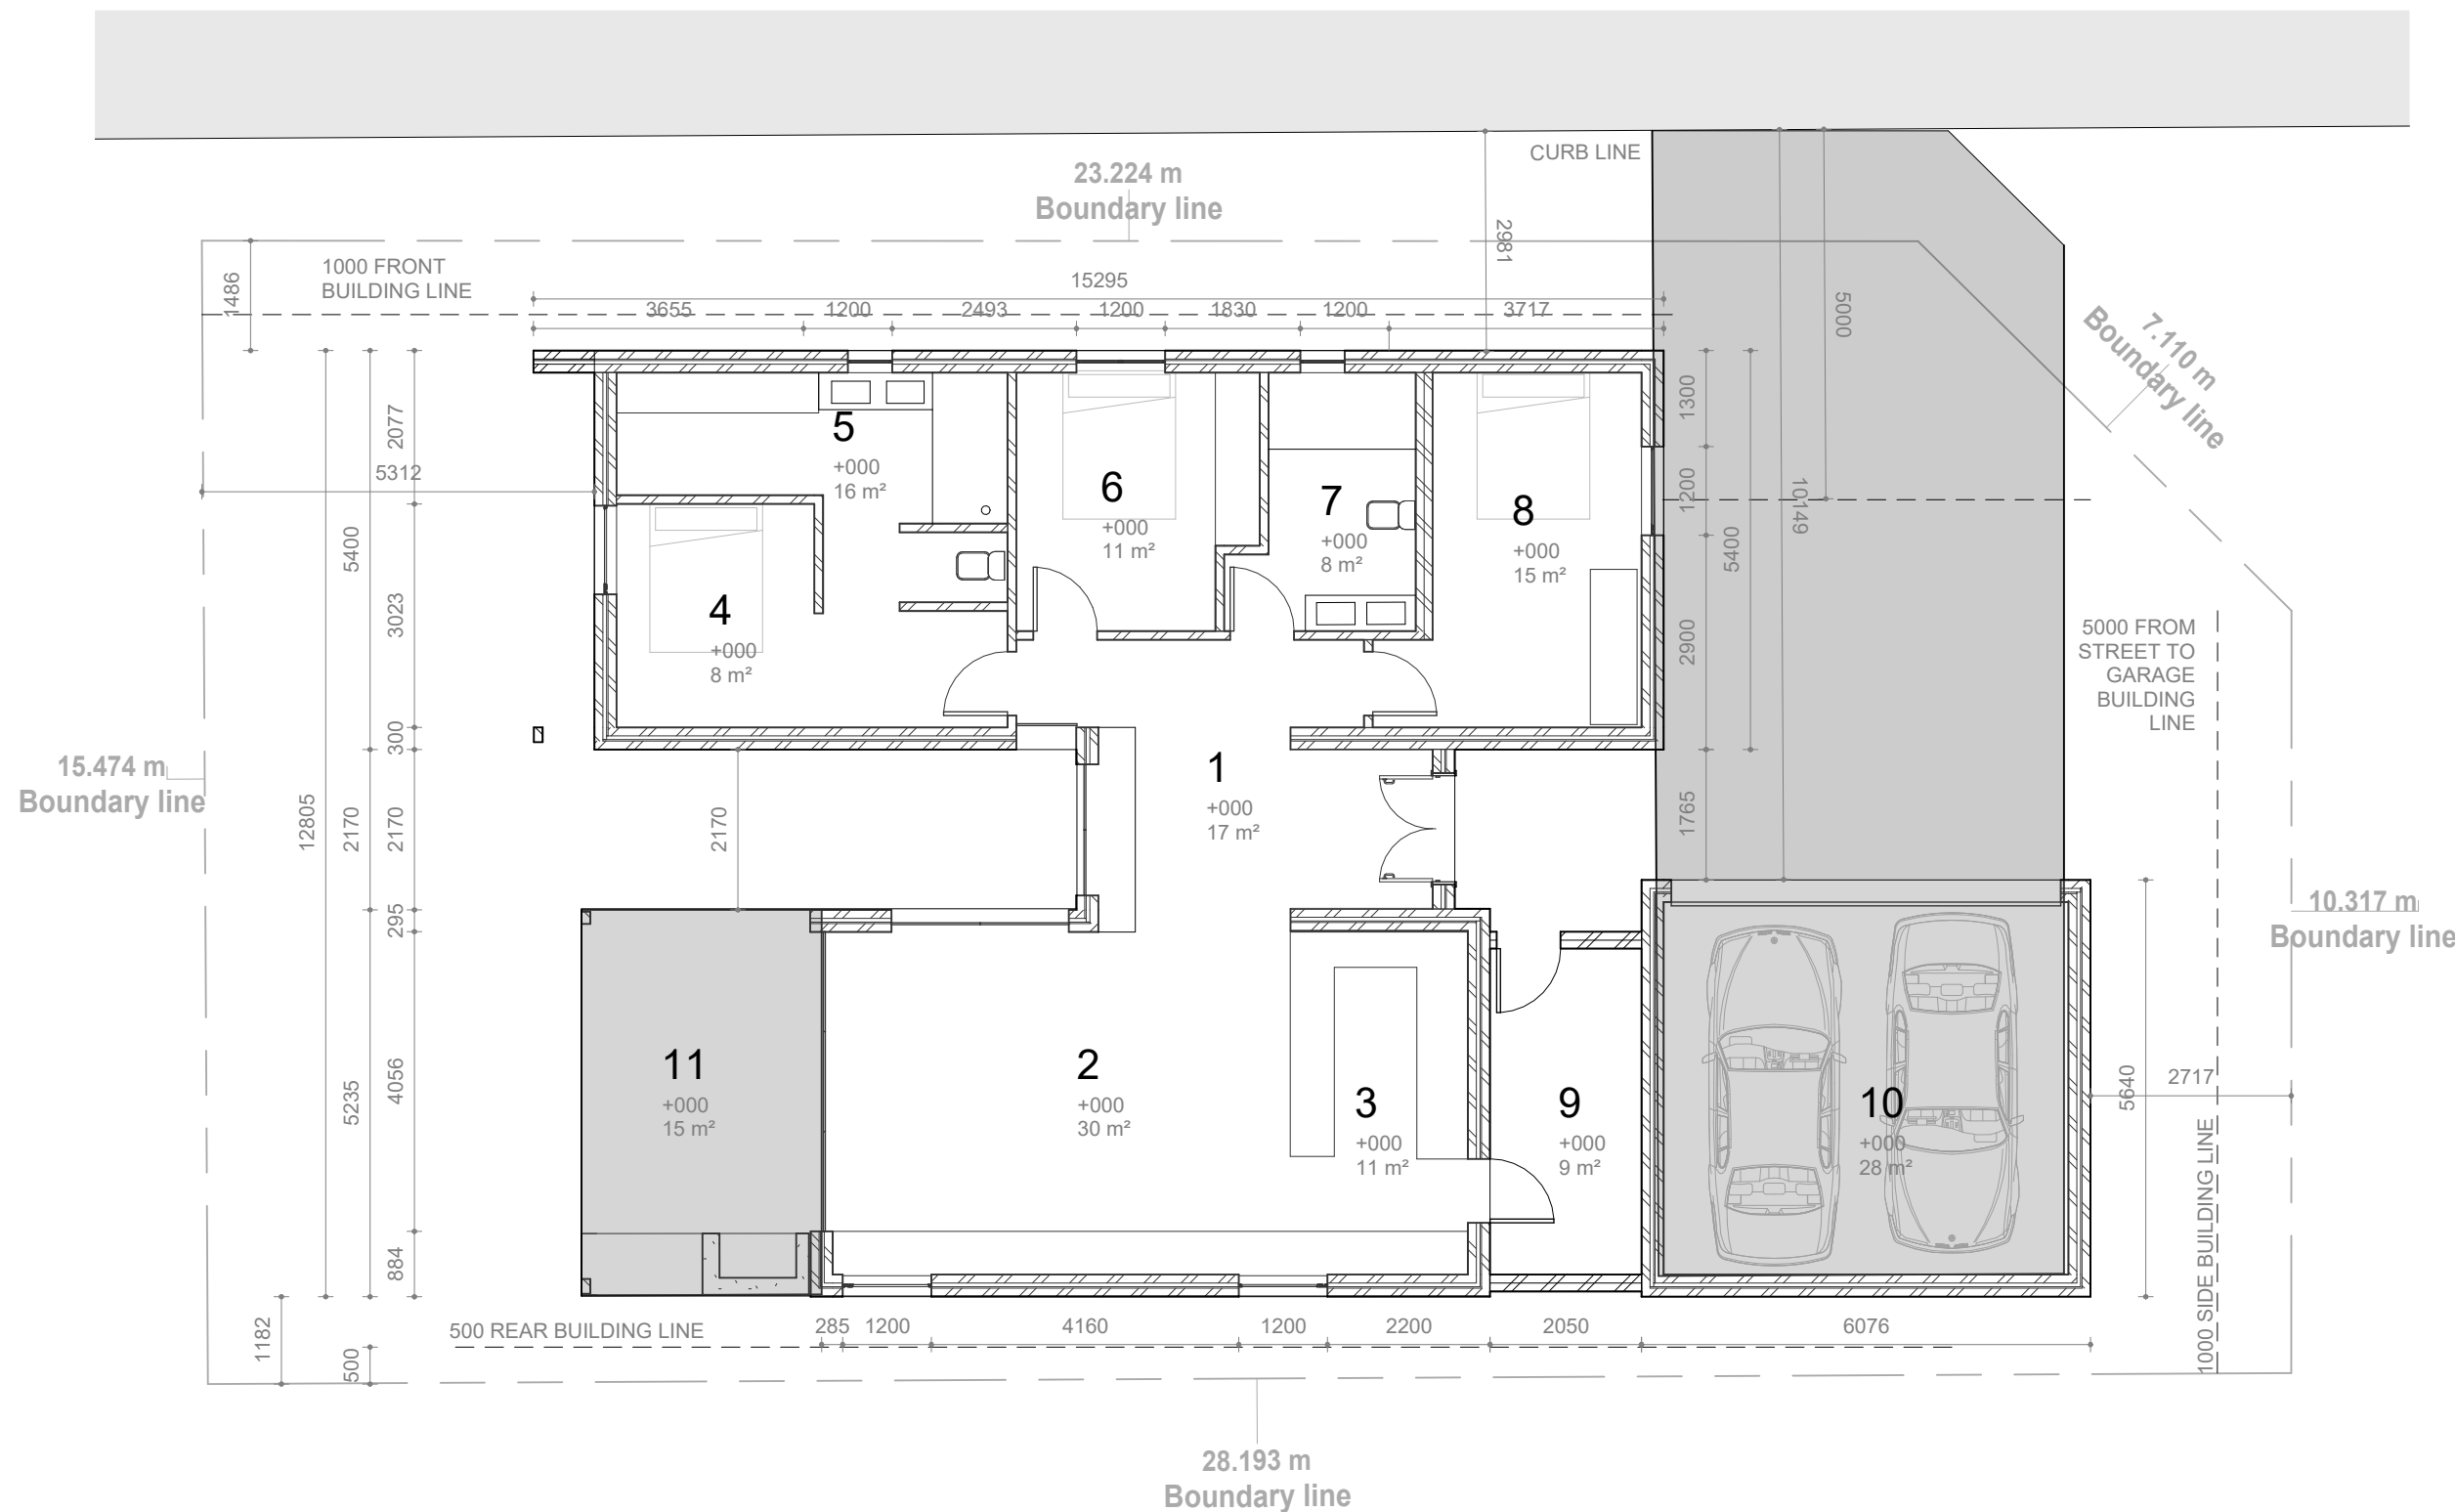 CURB LINE
23.224 m
Boundary line
2981
1000 FRONT
BUILDING LINE
1486
15295
3655
1200
2493
1200
1830
1200
3717
5000
7.110 m
Boundary line
2077
5312
5
+000
16 m²
6
+000
11 m²
7
+000
8 m²
8
+000
15 m²
1300
1200
10149
5400
5400
3023
4
+000
8 m²
2900
5000 FROM
STREET TO
GARAGE
BUILDING
LINE
300
15.474 m
Boundary line
12805
2170
2170
2170
1
+000
17 m²
1765
295
10.317 m
Boundary line
11
+000
15 m²
2
+000
30 m²
3
+000
11 m²
9
+000
9 m²
10
+000
28 m²
5235
4056
5640
2717
884
1000 SIDE BUILDING LINE
1182
500
500 REAR BUILDING LINE
285
1200
4160
1200
2200
2050
6076
28.193 m
Boundary line